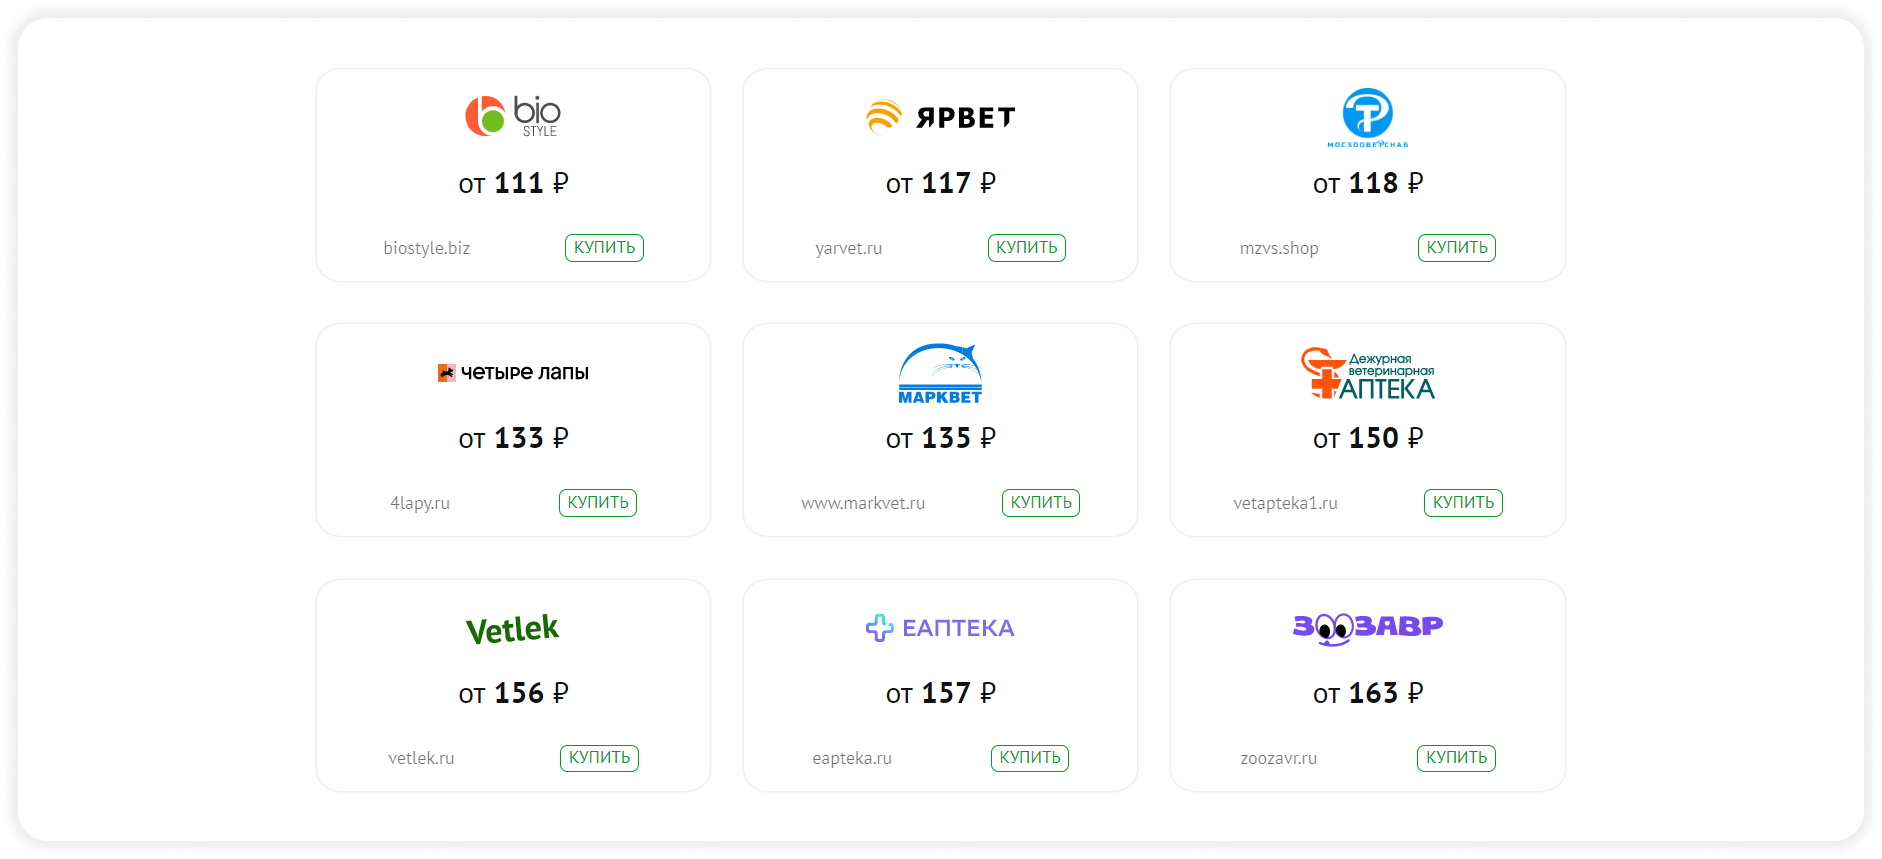 bio
STYLE
от 111 ₽
biostyle.biz
КУПИТЬ
ЯРВЕТ
от 117 ₽
yarvet.ru
КУПИТЬ
МОСЗООВЕТСНАБ
от 118 ₽
mzvs.shop
КУПИТЬ
четыре лапы
от 133 ₽
4lapy.ru
КУПИТЬ
МАРКВЕТ
от 135 ₽
www.markvet.ru
КУПИТЬ
Дежурная
ветеринарная
АПТЕКА
от 150 ₽
vetapteka1.ru
КУПИТЬ
Vetlek
от 156 ₽
vetlek.ru
КУПИТЬ
ЕАПТЕКА
от 157 ₽
eapteka.ru
КУПИТЬ
ЗООЗАВР
от 163 ₽
zoozavr.ru
КУПИТЬ